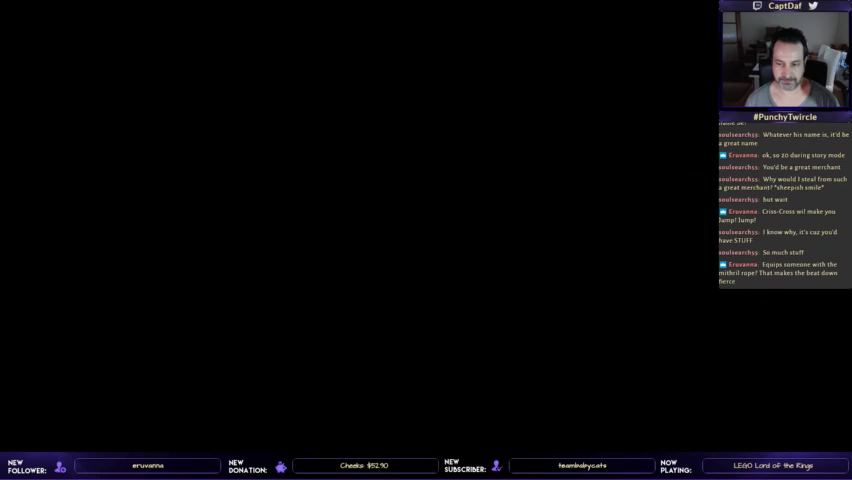 CaptDaf
#PunchyTwircle
soulsearch55: Whatever his name is, it'd be
a great name
Eruvanna: ok, so 20 during story mode
soulsearch55: You'd be a great merchant
soulsearch55: Why would I steal from such
a great merchant? *sheepish smile*
soulsearch55: but wait
Eruvanna: Criss-Cross wil make you
Jump! Jump!
soulsearch55: I know why, it's cuz you'd
have STUFF
soulsearch55: So much stuff
Eruvanna: Equips someone with the
mithril rope? That makes the beat down
fierce
NEW
FOLLOWER:
eruvanna
NEW
DONATION:
Cheeks: $52.90
NEW
SUBSCRIBER:
teambabycats
NOW
PLAYING:
LEGO Lord of the Rings